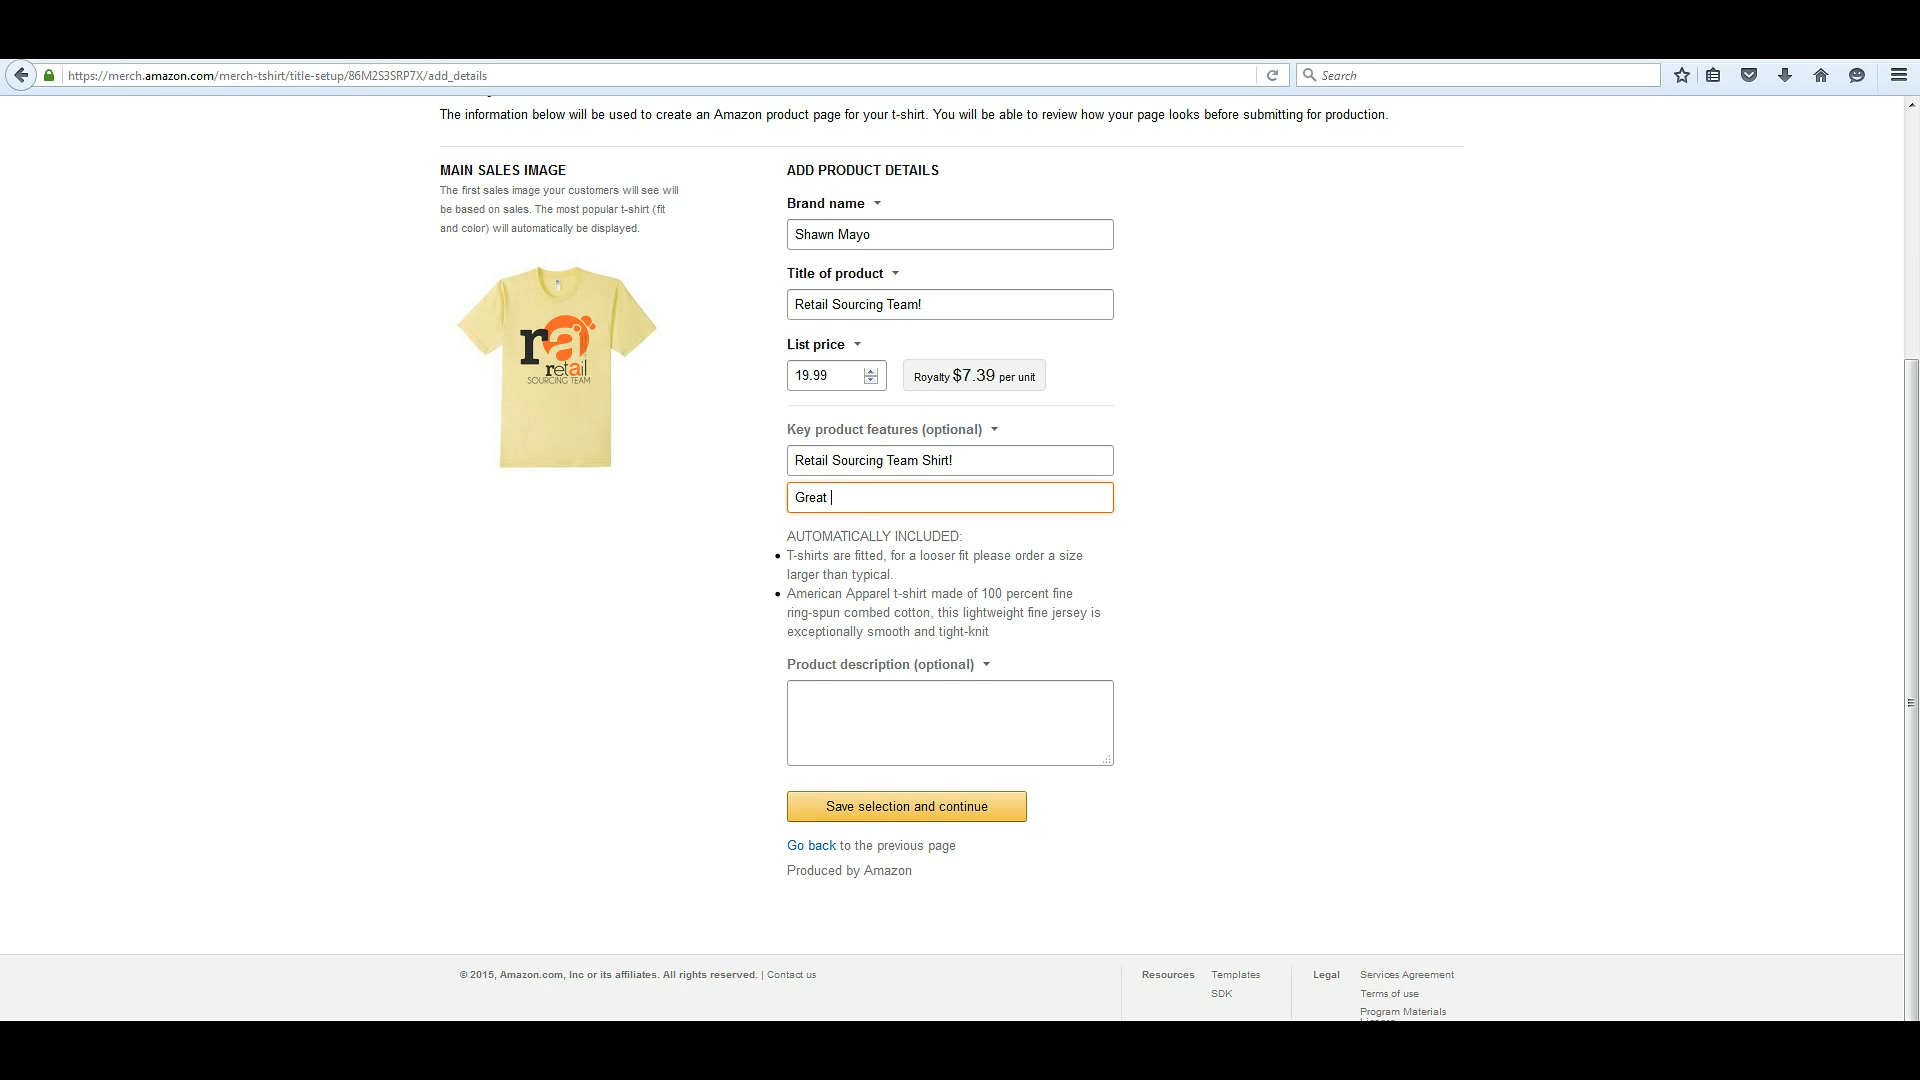 https://merch.amazon.com/merch-tshirt/title-setup/86M2S3SRP7X/add_details
Search
The information below will be used to create an Amazon product page for your t-shirt. You will be able to review how your page looks before submitting for production.
MAIN SALES IMAGE
The first sales image your customers will see will
be based on sales. The most popular t-shirt (fit
and color) will automatically be displayed.
ra
retail
SOURCING TEAM
ADD PRODUCT DETAILS
Brand name
Shawn Mayo
Title of product
Retail Sourcing Team!
List price
19.99
Royalty $7.39 per unit
Key product features (optional)
Retail Sourcing Team Shirt!
Great
AUTOMATICALLY INCLUDED:
T-shirts are fitted, for a looser fit please order a size
larger than typical.
American Apparel t-shirt made of 100 percent fine
ring-spun combed cotton, this lightweight fine jersey is
exceptionally smooth and tight-knit
Product description (optional)
Save selection and continue
Go back to the previous page
Produced by Amazon
© 2015, Amazon.com, Inc or its affiliates. All rights reserved. | Contact us
Resources
Templates
SDK
Legal
Services Agreement
Terms of use
Program Materials